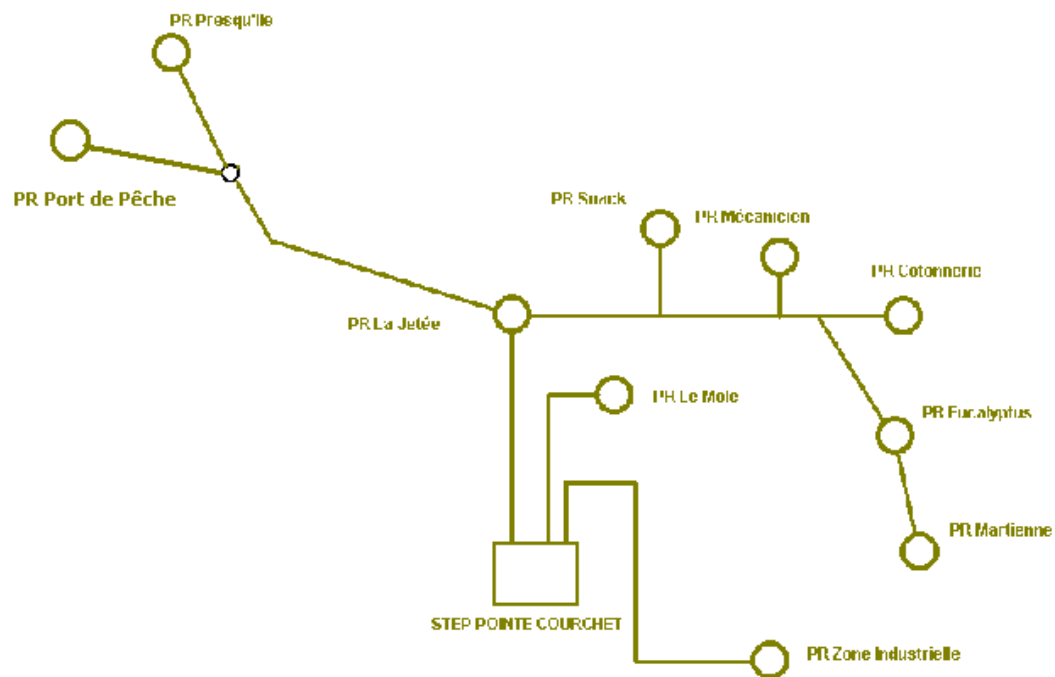 PR Presqu'ile
PR Port de Pêche
PR Snack
PR Mécanicien
PR Cotonnerie
PR La Jetée
PR Le Mole
PR Eucalyptus
PR Martienne
STEP POINTE COURCHET
PR Zone Industrielle